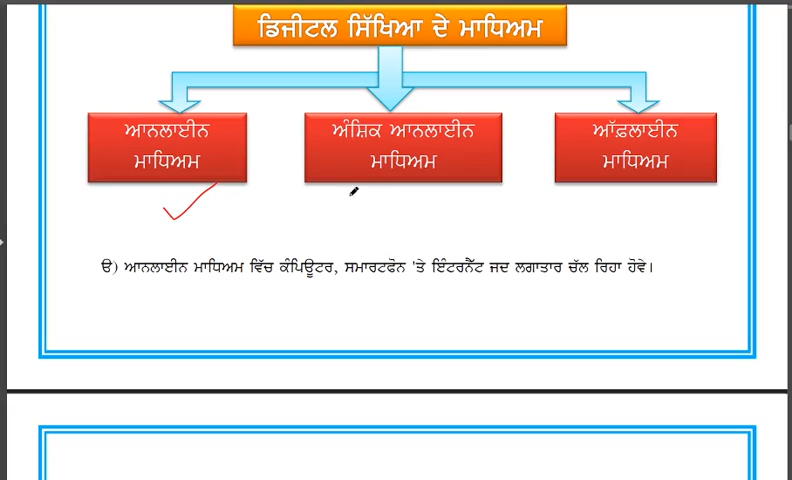 ਡਿਜੀਟਲ ਸਿੱਖਿਆ ਦੇ ਮਾਧਿਅਮ
ਆਨਲਾਈਨ
ਮਾਧਿਅਮ
ਅੰਸ਼ਿਕ ਆਨਲਾਈਨ
ਮਾਧਿਅਮ
ਆੱਫ਼ਲਾਈਨ
ਮਾਧਿਅਮ
ੳ) ਆਨਲਾਈਨ ਮਾਧਿਅਮ ਵਿੱਚ ਕੰਪਿਊਟਰ, ਸਮਾਰਟਫੋਨ 'ਤੇ ਇੰਟਰਨੈੱਟ ਜਦ ਲਗਾਤਾਰ ਚੱਲ ਰਿਹਾ ਹੋਵੇ।